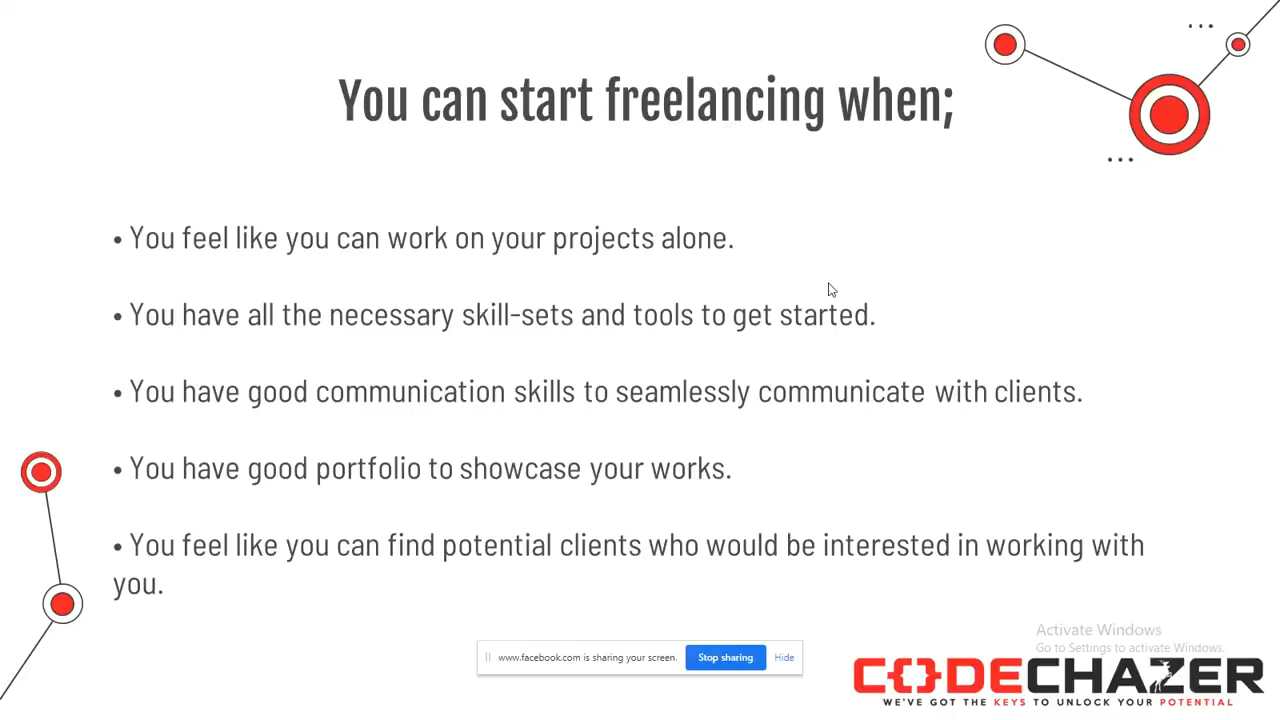 You can start freelancing when;
• You feel like you can work on your projects alone.
• You have all the necessary skill-sets and tools to get started.
• You have good communication skills to seamlessly communicate with clients.
• You have good portfolio to showcase your works.
• You feel like you can find potential clients who would be interested in working with
you.
www.facebook.com is sharing your screen. Stop sharing Hide
Activate Windows
Go to Settings to activate Windows.
CODECHAZER
WE'VE GOT THE KEYS TO UNLOCK YOUR POTENTIAL